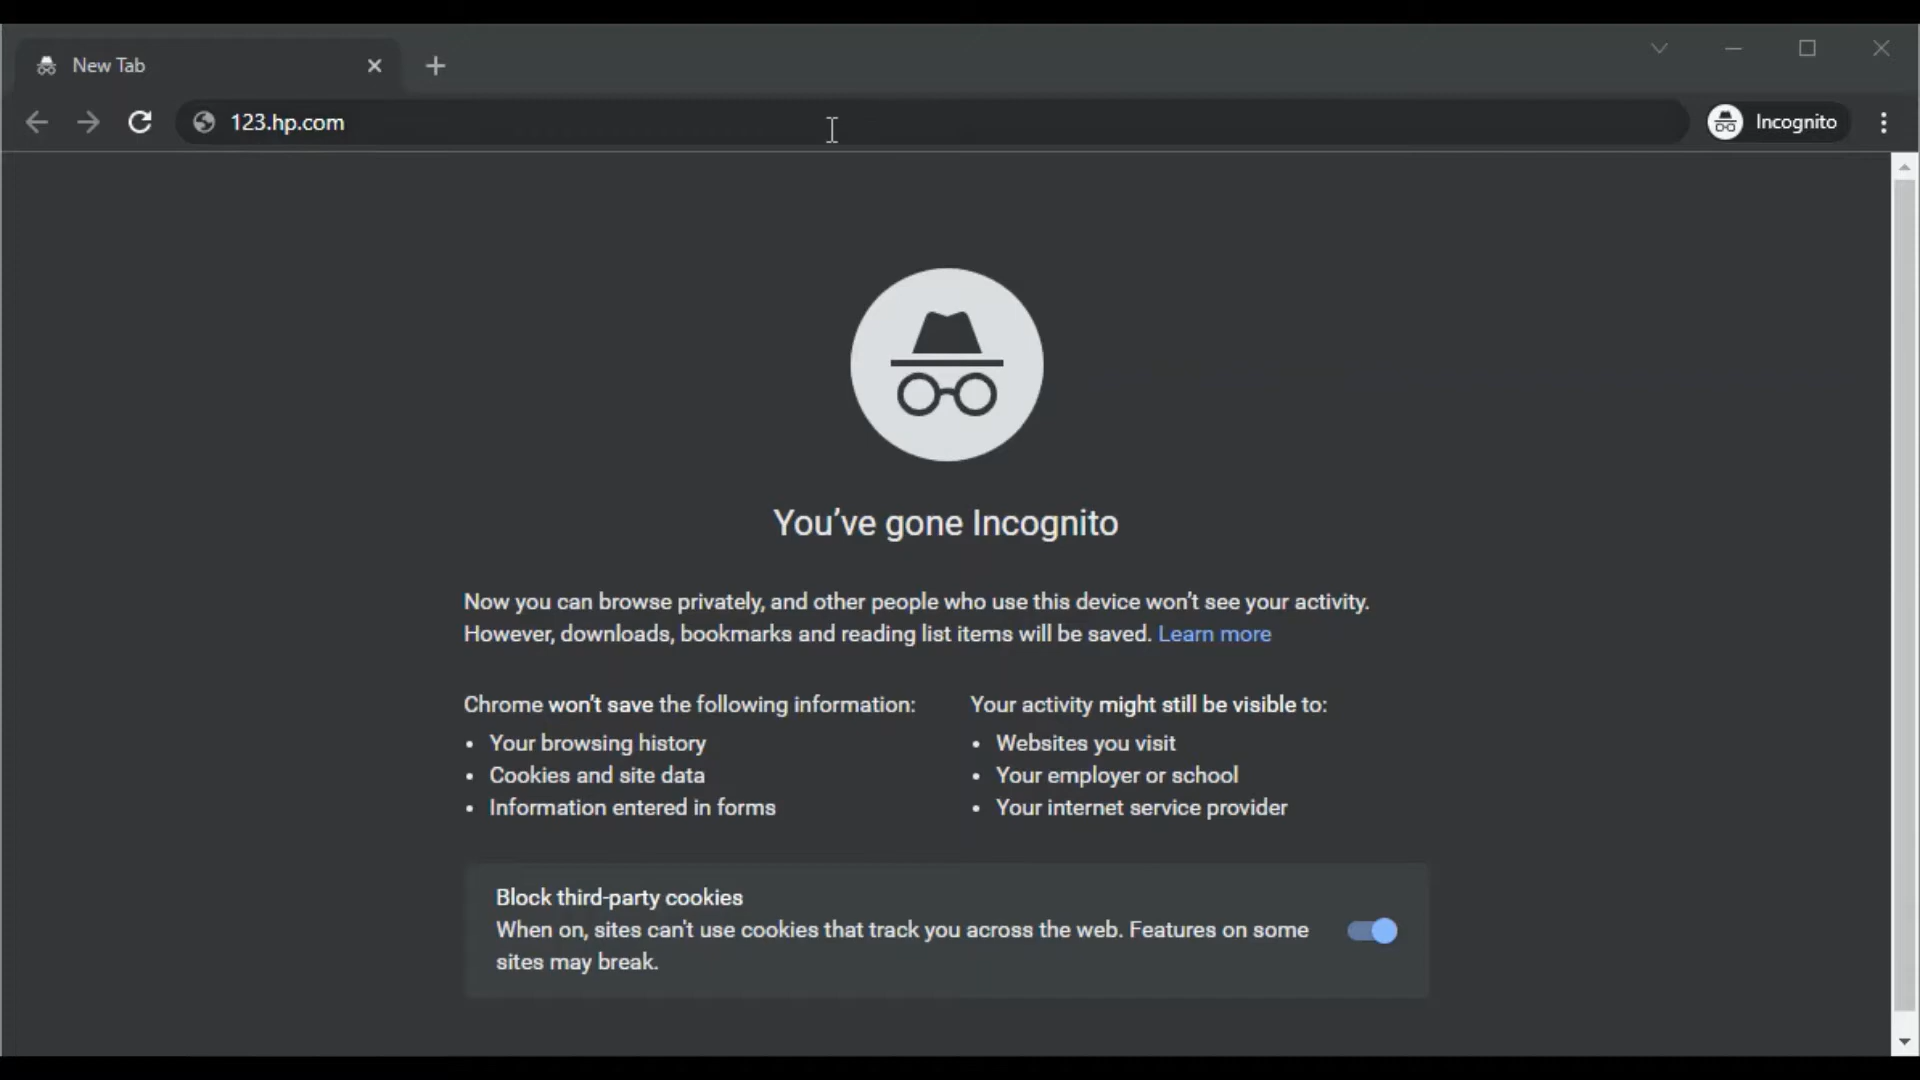 New Tab
123.hp.com
Incognito
You've gone Incognito
Now you can browse privately, and other people who use this device won't see your activity.
However, downloads, bookmarks and reading list items will be saved. Learn more
Chrome won't save the following information:
Your browsing history
Cookies and site data
Information entered in forms
Your activity might still be visible to:
Websites you visit
Your employer or school
Your internet service provider
Block third-party cookies
When on, sites can't use cookies that track you across the web. Features on some
sites may break.